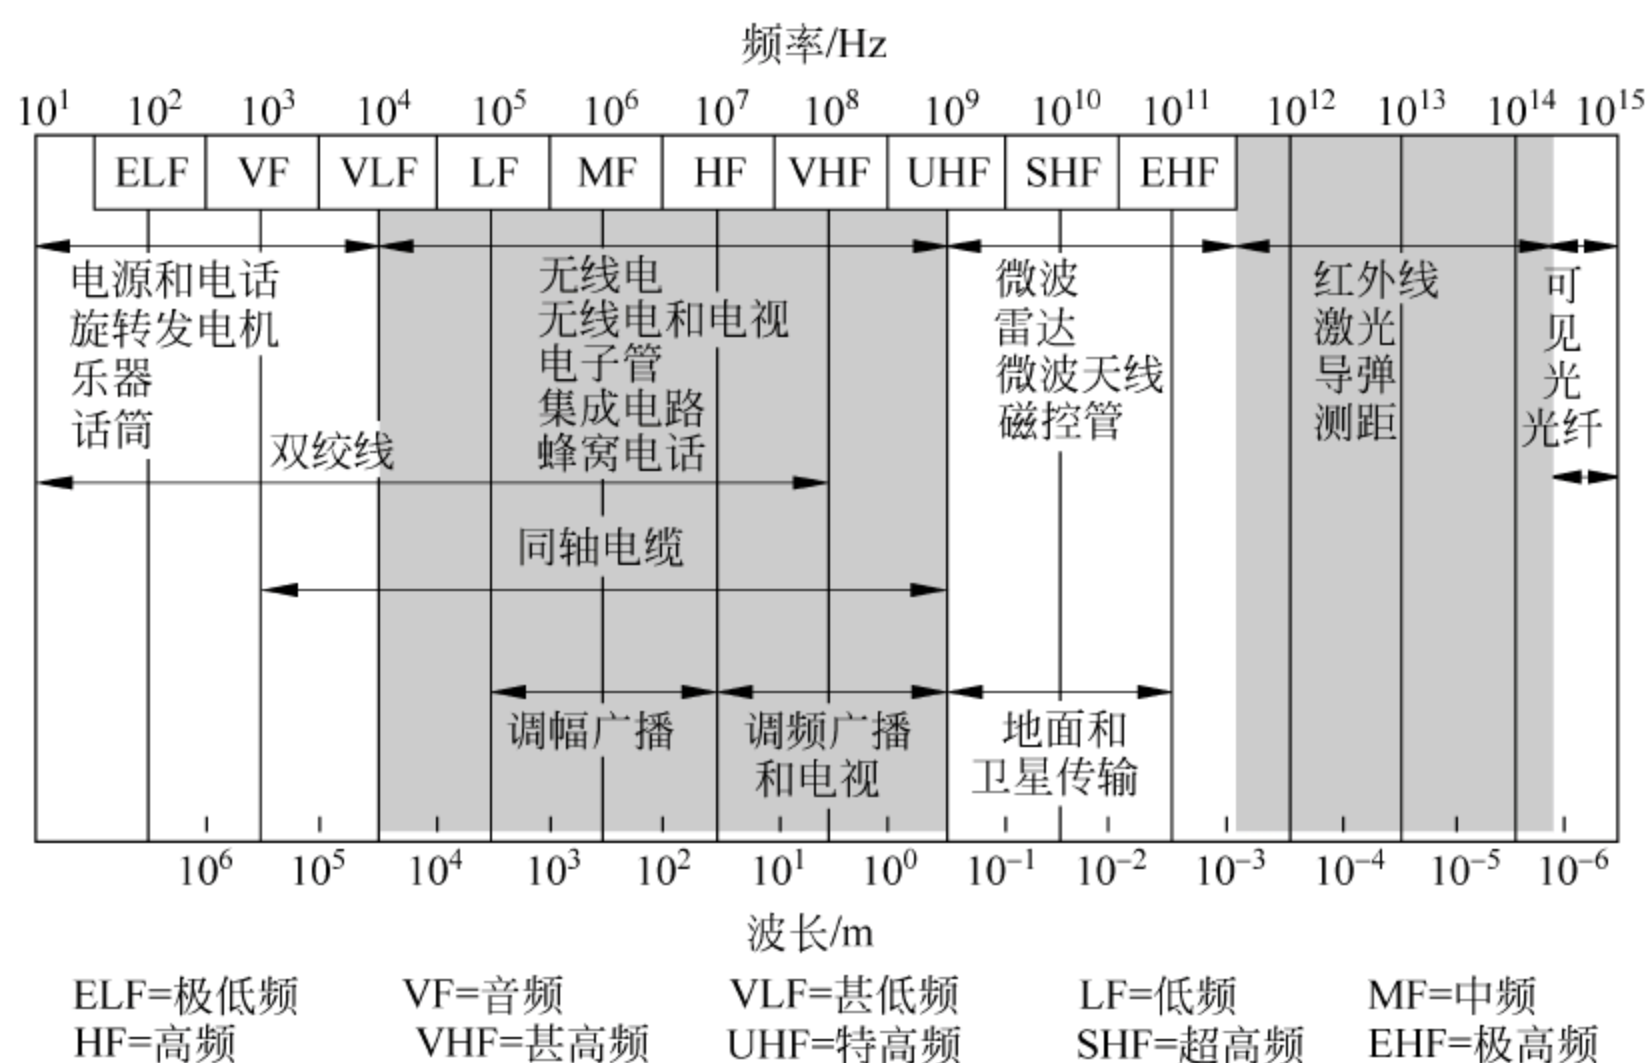 频率/Hz
10¹ 10² 10³ 10⁴ 10⁵ 10⁶ 10⁷ 10⁸ 10⁹ 10¹⁰ 10¹¹ 10¹² 10¹³ 10¹⁴ 10¹⁵
ELF VF VLF LF MF HF VHF UHF SHF EHF
电源和电话
旋转发电机
乐器
话筒
无线电
无线电和电视
电子管
集成电路
蜂窝电话
微波
雷达
微波天线
磁控管
红外线
激光
导弹
测距
可
见
光
光纤
双绞线
同轴电缆
调幅广播
调频广播
和电视
地面和
卫星传输
10⁶ 10⁵ 10⁴ 10³ 10² 10¹ 10⁰ 10⁻¹ 10⁻² 10⁻³ 10⁻⁴ 10⁻⁵ 10⁻⁶
波长/m
ELF=极低频 VF=音频 VLF=甚低频 LF=低频 MF=中频
HF=高频 VHF=甚高频 UHF=特高频 SHF=超高频 EHF=极高频